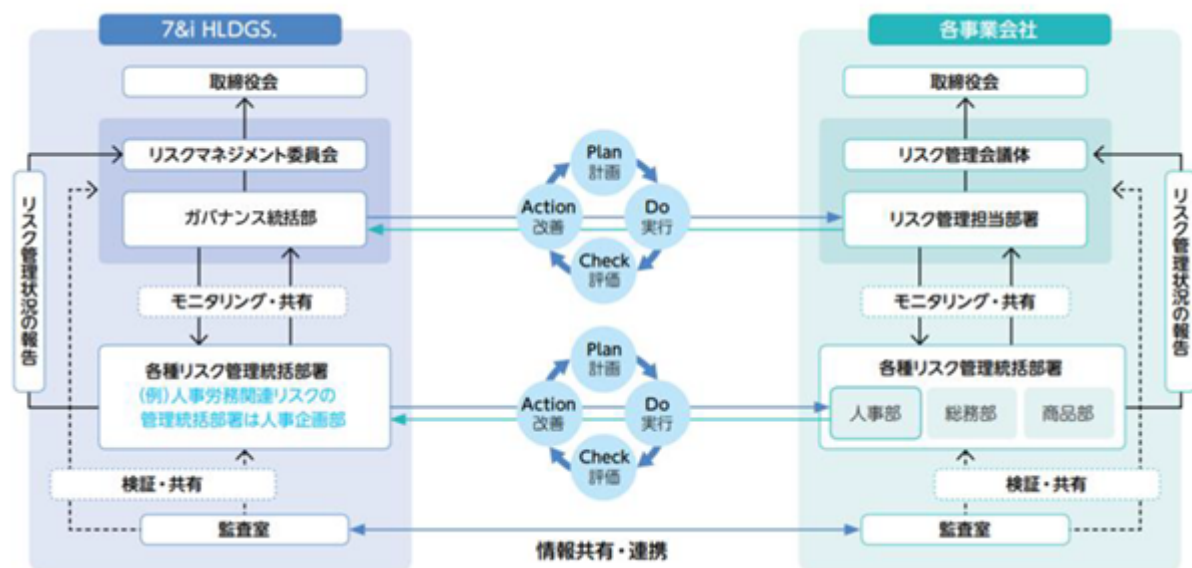 7&i HLDGS.
取締役会
リスクマネジメント委員会
ガバナンス統括部
モニタリング・共有
リスク管理状況の報告
各種リスク管理統括部署
(例)人事労務関連リスクの
管理統括部署は人事企画部
検証・共有
監査室
Plan
計画
Action
改善
Do
実行
Check
評価
Plan
計画
Action
改善
Do
実行
Check
評価
情報共有・連携
各事業会社
取締役会
リスク管理会議体
リスク管理担当部署
モニタリング・共有
リスク管理状況の報告
各種リスク管理統括部署
人事部
総務部
商品部
検証・共有
監査室